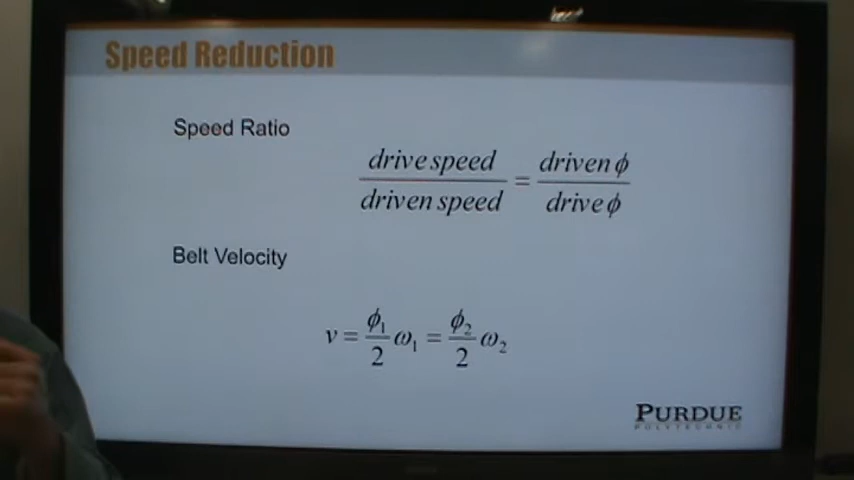 Speed Reduction
Speed Ratio
drive speed / driven speed = driven ϕ / drive ϕ
Belt Velocity
v = ϕ₁/2 ω₁ = ϕ₂/2 ω₂
PURDUE
POLYTECHNIC